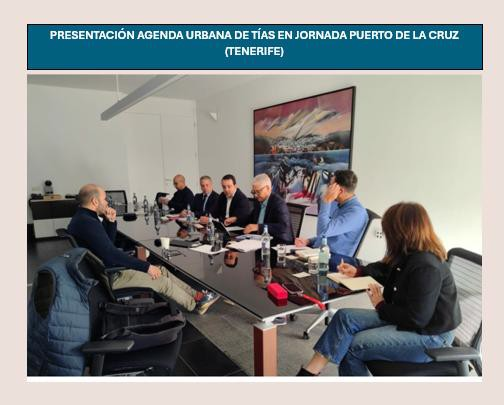 PRESENTACIÓN AGENDA URBANA DE TÍAS EN JORNADA PUERTO DE LA CRUZ
(TENERIFE)